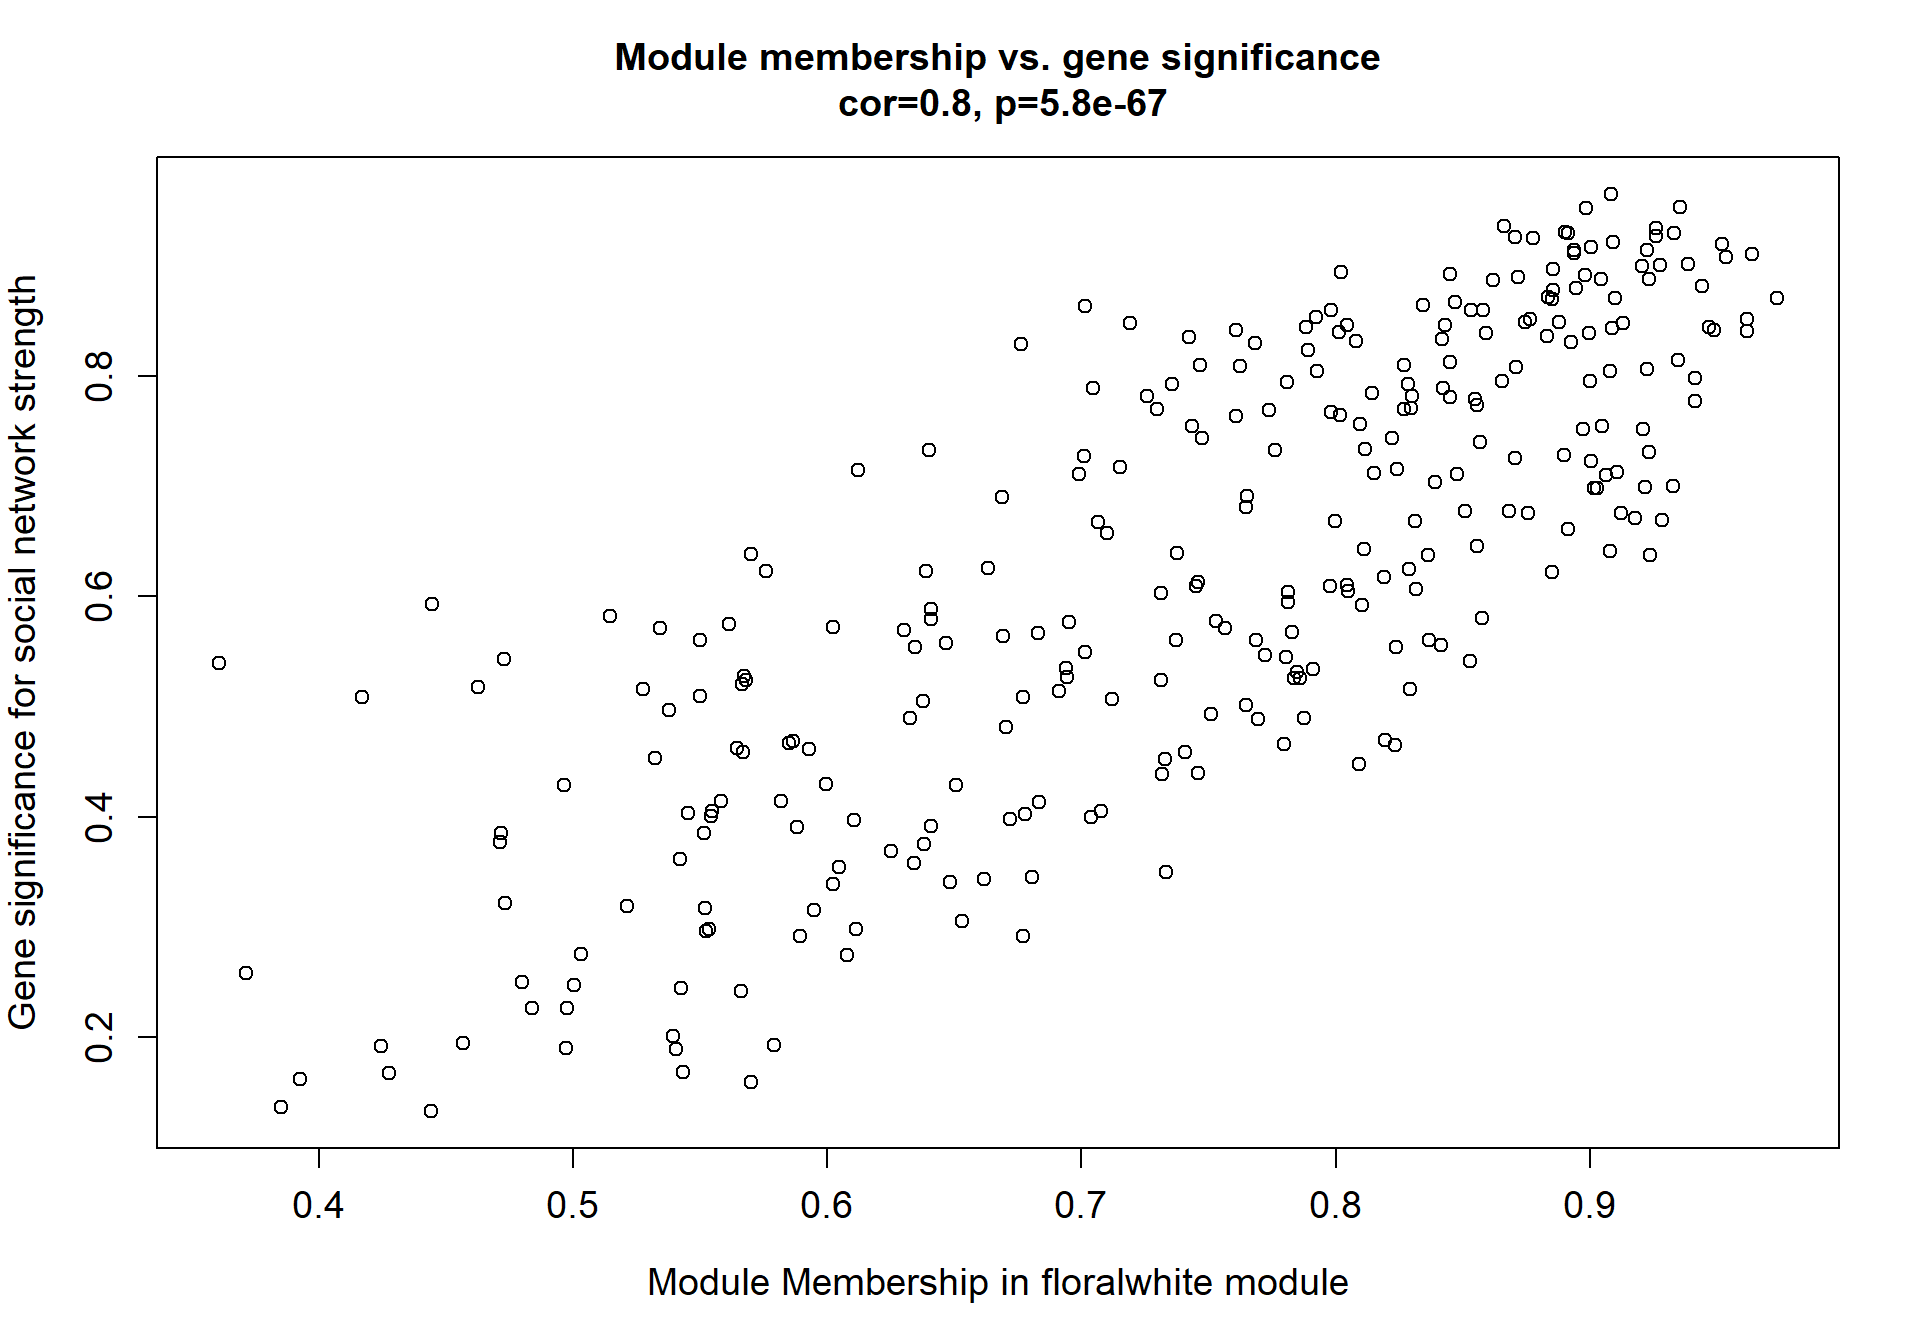 Module membership vs. gene significance
cor=0.8, p=5.8e-67
Gene significance for social network strength
0.8
0.6
0.4
0.2
0.4 0.5 0.6 0.7 0.8 0.9
Module Membership in floralwhite module